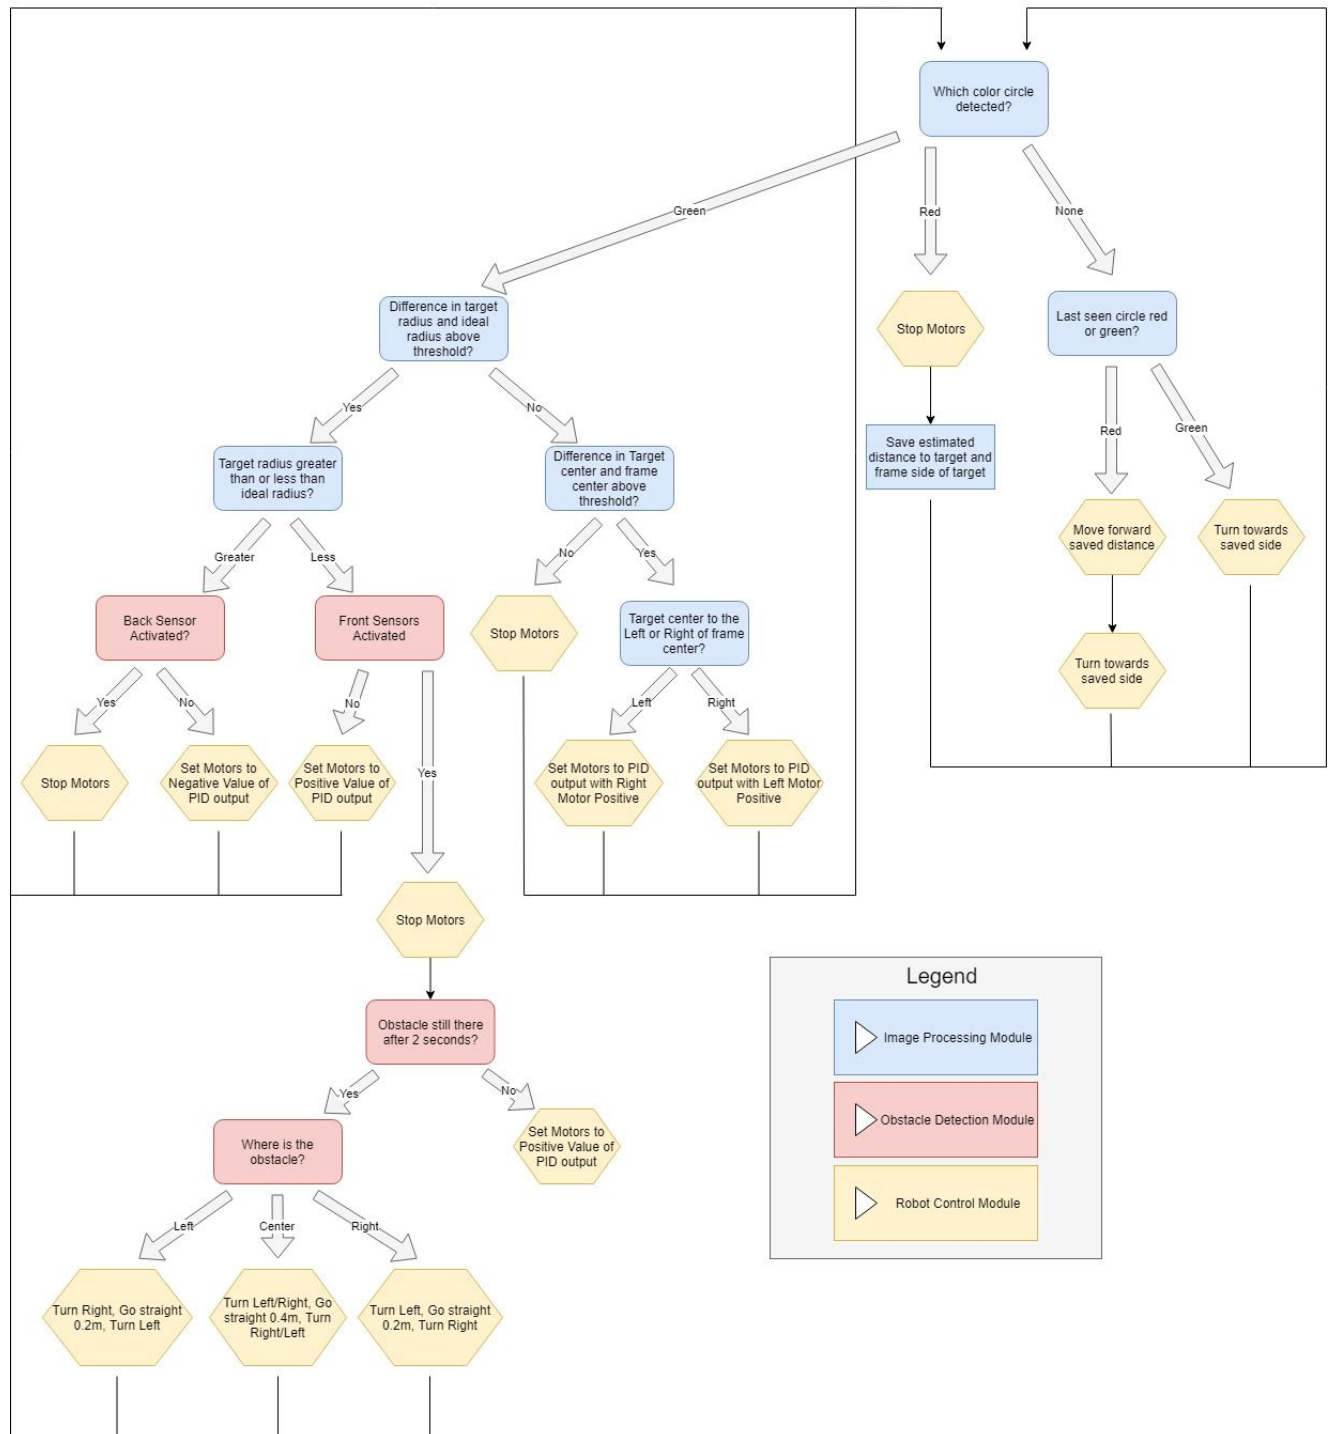 Which color circle
detected?
Green
Red
None
Difference in target
radius and ideal
radius above
threshold?
Stop Motors
Last seen circle red
or green?
Yes
No
Red
Green
Save estimated
distance to target and
frame side of target
Target radius greater
than or less than
ideal radius?
Difference in Target
center and frame
center above
threshold?
Move forward
saved distance
Turn towards
saved side
Greater
Less
No
Yes
Back Sensor
Activated?
Front Sensors
Activated
Stop Motors
Target center to the
Left or Right of frame
center?
Turn towards
saved side
Yes
No
No
Yes
Left
Right
Stop Motors
Set Motors to
Negative Value of
PID output
Set Motors to
Positive Value of
PID output
Set Motors to PID
output with Right
Motor Positive
Set Motors to PID
output with Left Motor
Positive
Stop Motors
Obstacle still there
after 2 seconds?
Yes
No
Where is the
obstacle?
Set Motors to
Positive Value of
PID output
Left
Center
Right
Turn Right, Go straight
0.2m, Turn Left
Turn Left/Right, Go
straight 0.4m, Turn
Right/Left
Turn Left, Go straight
0.2m, Turn Right
Legend
Image Processing Module
Obstacle Detection Module
Robot Control Module